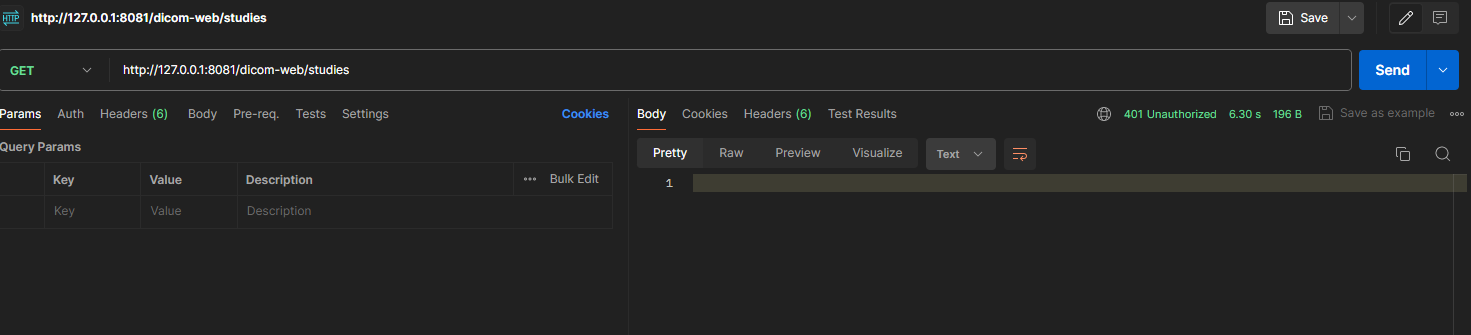 HTTP http://127.0.0.1:8081/dicom-web/studies Save
GET http://127.0.0.1:8081/dicom-web/studies Send
Params Auth Headers (6) Body Pre-req. Tests Settings Cookies
Query Params
Key Value Description ••• Bulk Edit
Key Value Description
Body Cookies Headers (6) Test Results 401 Unauthorized 6.30 s 196 B Save as example •••
Pretty Raw Preview Visualize Text
1